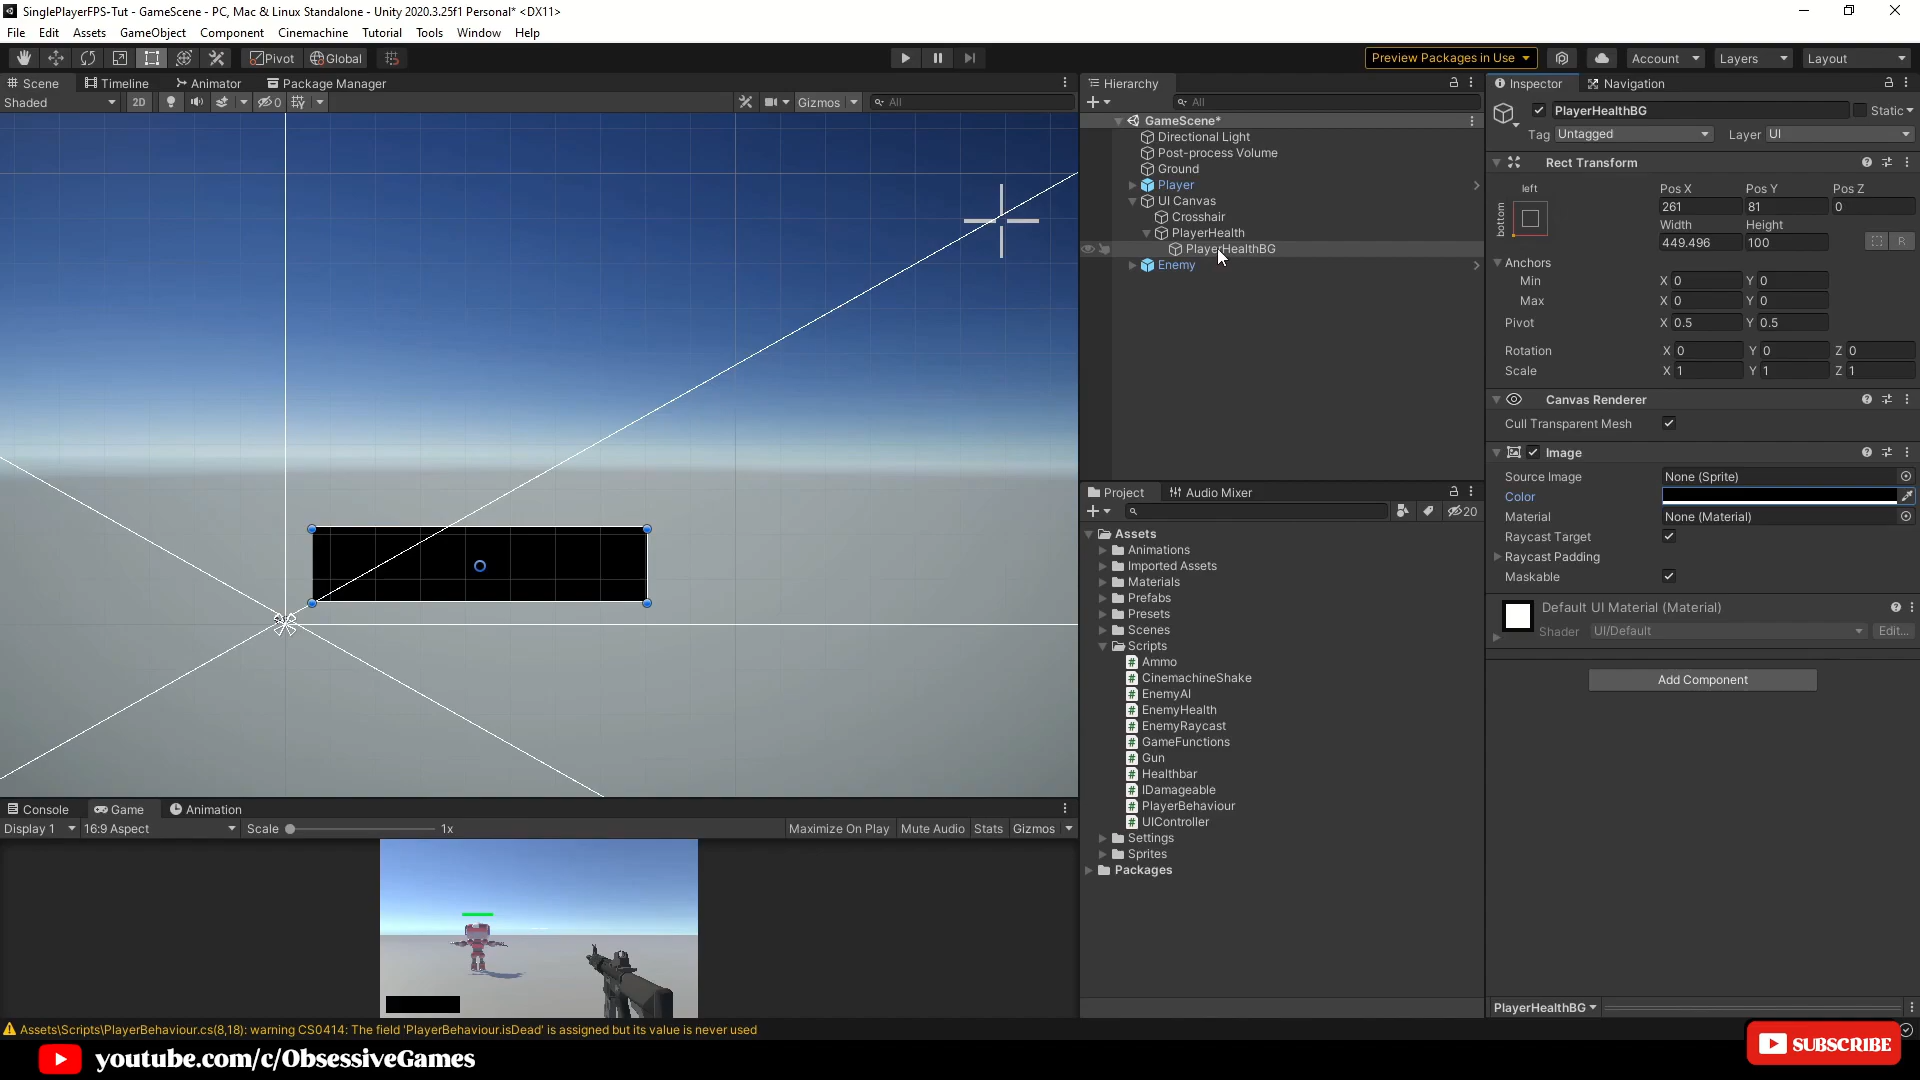 SinglePlayerFPS-Tut - GameScene - PC, Mac & Linux Standalone - Unity 2020.3.25f1 Personal* <DX11>
File Edit Assets GameObject Component Cinemachine Tutorial Tools Window Help
Pivot Global Preview Packages in Use Account Layers Layout
Scene Timeline Animator Package Manager
Shaded 2D 0 Gizmos All
Hierarchy
All
GameScene*
Directional Light
Post-process Volume
Ground
Player
UI Canvas
Crosshair
PlayerHealth
PlayerHealthBG
Enemy
Project Audio Mixer
20
Assets
Animations
Imported Assets
Materials
Prefabs
Presets
Scenes
Scripts
Ammo
CinemachineShake
EnemyAI
EnemyHealth
EnemyRaycast
GameFunctions
Gun
Healthbar
IDamageable
PlayerBehaviour
UIController
Settings
Sprites
Packages
Inspector Navigation
PlayerHealthBG Static
Tag Untagged Layer UI
Rect Transform
left
bottom
Pos X Pos Y Pos Z
261 81 0
Width Height
449.496 100 R
Anchors
Min X 0 Y 0
Max X 0 Y 0
Pivot X 0.5 Y 0.5
Rotation X 0 Y 0 Z 0
Scale X 1 Y 1 Z 1
Canvas Renderer
Cull Transparent Mesh
Image
Source Image None (Sprite)
Color
Material None (Material)
Raycast Target
Raycast Padding
Maskable
Default UI Material (Material)
Shader UI/Default Edit...
Add Component
PlayerHealthBG
Console Game Animation
Display 1 16:9 Aspect Scale 1x Maximize On Play Mute Audio Stats Gizmos
Assets\Scripts\PlayerBehaviour.cs(8,18): warning CS0414: The field 'PlayerBehaviour.isDead' is assigned but its value is never used
youtube.com/c/ObsessiveGames
SUBSCRIBE